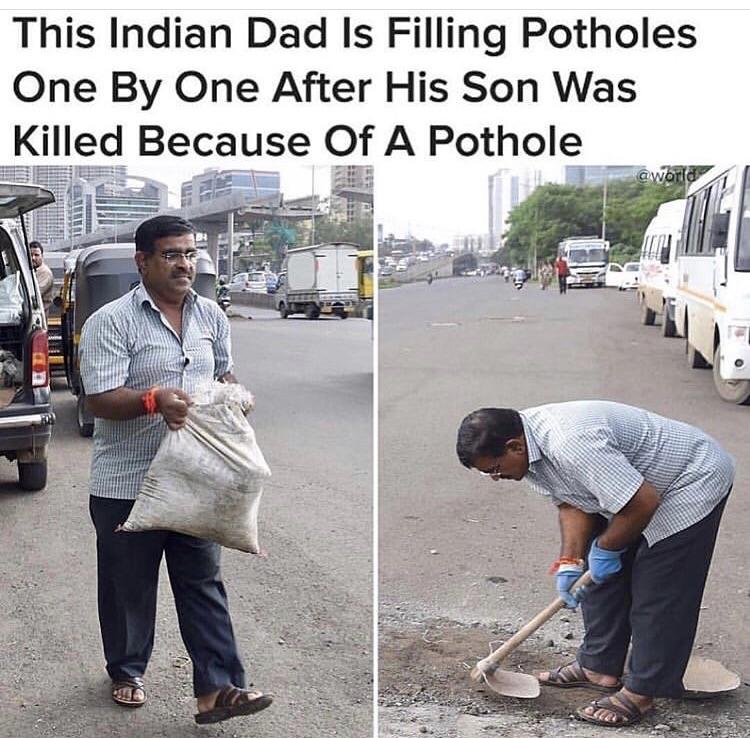 This Indian Dad Is Filling Potholes
One By One After His Son Was
Killed Because Of A Pothole
@world